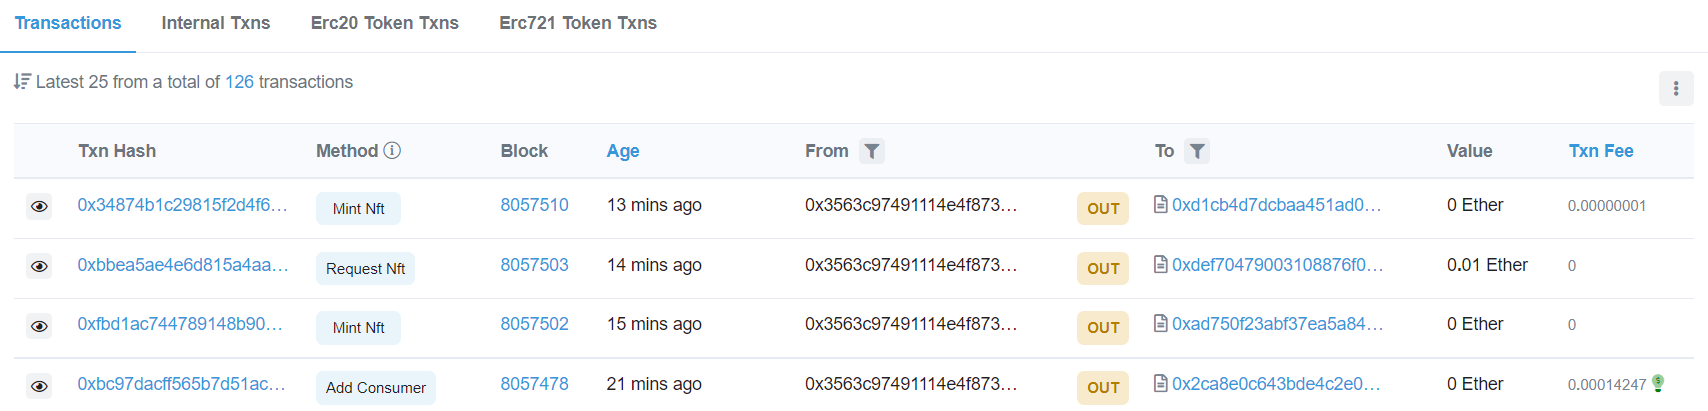 Transactions Internal Txns Erc20 Token Txns Erc721 Token Txns
Latest 25 from a total of 126 transactions
Txn Hash Method Block Age From To Value Txn Fee
0x34874b1c29815f2d4f6... Mint Nft 8057510 13 mins ago 0x3563c97491114e4f873... OUT 0xd1cb4d7dcbaa451ad0... 0 Ether 0.00000001
0xbbea5ae4e6d815a4aa... Request Nft 8057503 14 mins ago 0x3563c97491114e4f873... OUT 0xdef70479003108876f0... 0.01 Ether 0
0xfbd1ac744789148b90... Mint Nft 8057502 15 mins ago 0x3563c97491114e4f873... OUT 0xad750f23abf37ea5a84... 0 Ether 0
0xbc97dacff565b7d51ac... Add Consumer 8057478 21 mins ago 0x3563c97491114e4f873... OUT 0x2ca8e0c643bde4c2e0... 0 Ether 0.00014247